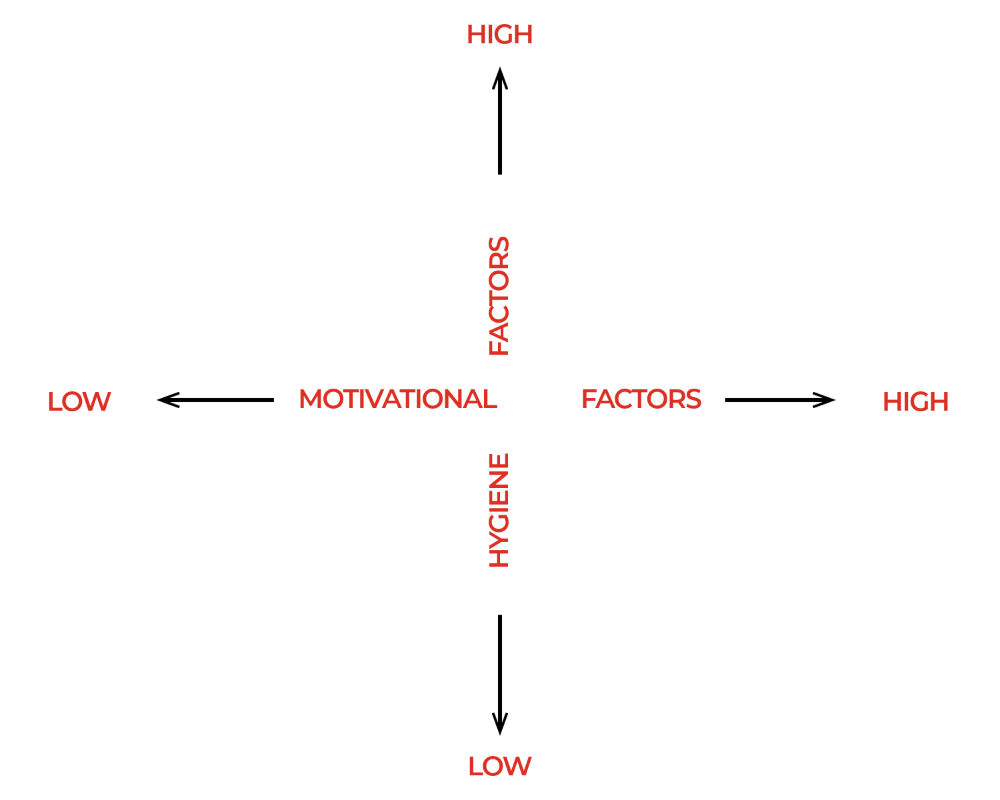 HIGH
HYGIENE FACTORS
LOW
MOTIVATIONAL FACTORS
HIGH
LOW